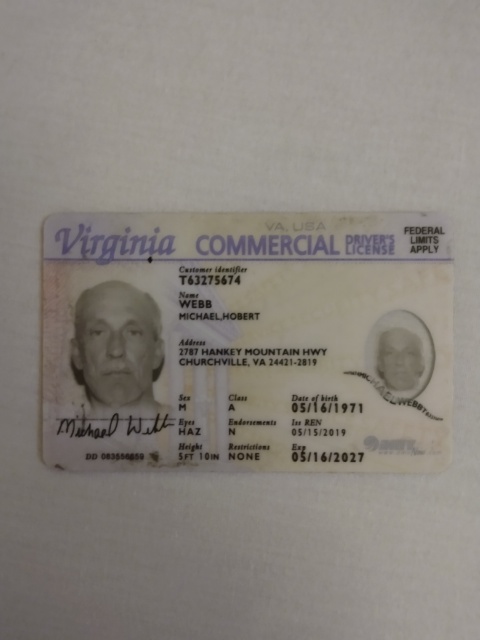 VA, USA
Virginia COMMERCIAL DRIVER'S LICENSE
FEDERAL LIMITS APPLY
Customer identifier
T63275674
Name
WEBB
MICHAEL,HOBERT
Address
2787 HANKEY MOUNTAIN HWY
CHURCHVILLE, VA 24421-2819
Sex Class Date of birth
M A 05/16/1971
Eyes Endorsements Iss REN
HAZ N 05/15/2019
Height Restrictions Exp
5FT 10IN NONE 05/16/2027
Michael Webb